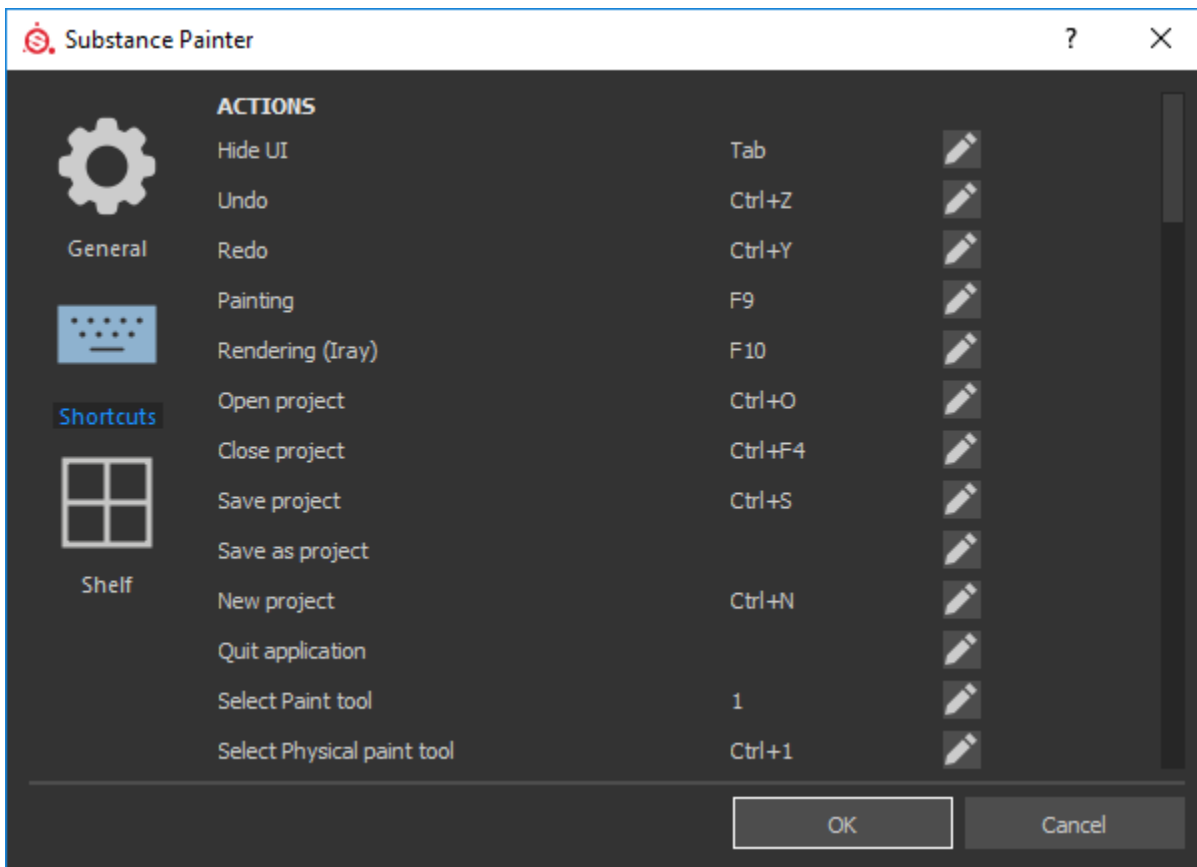 Substance Painter ?
General
Shortcuts
Shelf
ACTIONS
Hide UI Tab
Undo Ctrl+Z
Redo Ctrl+Y
Painting F9
Rendering (Iray) F10
Open project Ctrl+O
Close project Ctrl+F4
Save project Ctrl+S
Save as project
New project Ctrl+N
Quit application
Select Paint tool 1
Select Physical paint tool Ctrl+1
OK Cancel